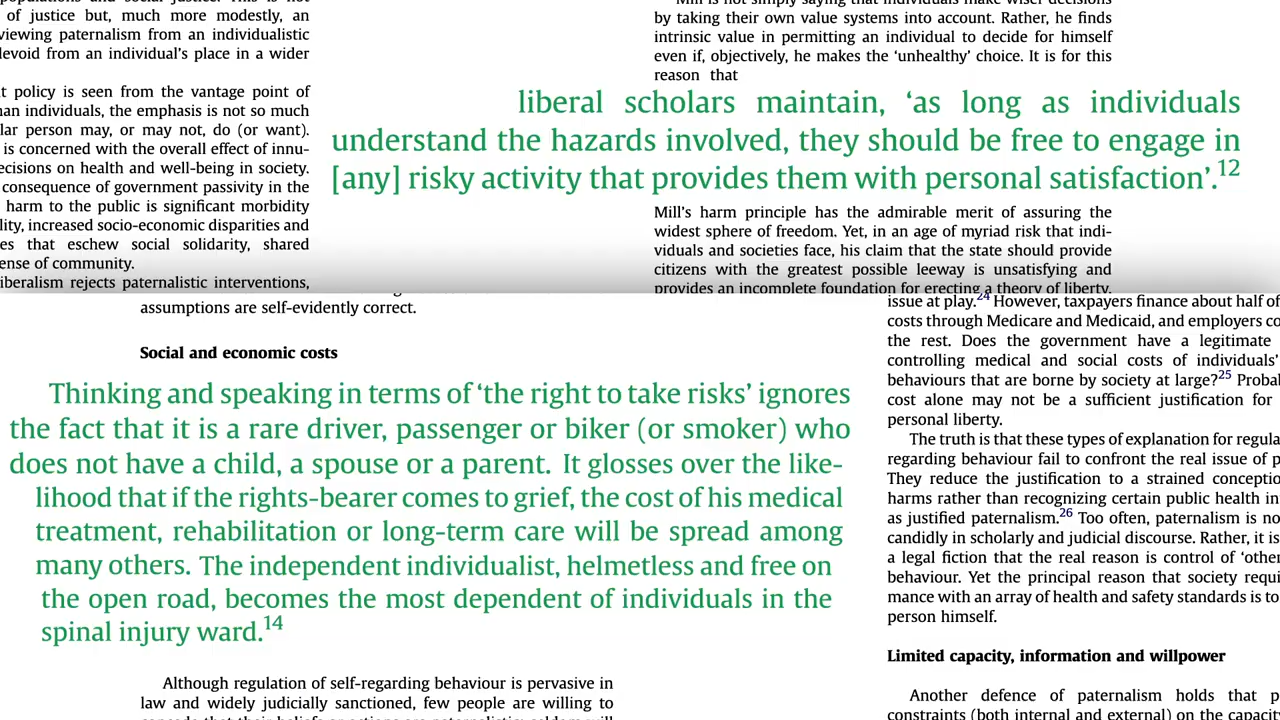 populations and social justice. This is not
of justice but, much more modestly, an
viewing paternalism from an individualistic
levoid from an individual's place in a wider
t policy is seen from the vantage point of
nan individuals, the emphasis is not so much
lar person may, or may not, do (or want).
is concerned with the overall effect of innu-
ecisions on health and well-being in society.
consequence of government passivity in the
harm to the public is significant morbidity
lity, increased socio-economic disparities and
es that eschew social solidarity, shared
ense of community.
iberalism rejects paternalistic interventions,
Mill is not simply saying that individuals make wiser decisions
by taking their own value systems into account. Rather, he finds
intrinsic value in permitting an individual to decide for himself
even if, objectively, he makes the 'unhealthy' choice. It is for this
reason that
liberal scholars maintain, 'as long as individuals
understand the hazards involved, they should be free to engage in
[any] risky activity that provides them with personal satisfaction'.12
Mill's harm principle has the admirable merit of assuring the
widest sphere of freedom. Yet, in an age of myriad risk that indi-
viduals and societies face, his claim that the state should provide
citizens with the greatest possible leeway is unsatisfying and
provides an incomplete foundation for erecting a theory of liberty.
assumptions are self-evidently correct.
Social and economic costs
Thinking and speaking in terms of 'the right to take risks' ignores
the fact that it is a rare driver, passenger or biker (or smoker) who
does not have a child, a spouse or a parent. It glosses over the like-
lihood that if the rights-bearer comes to grief, the cost of his medical
treatment, rehabilitation or long-term care will be spread among
many others. The independent individualist, helmetless and free on
the open road, becomes the most dependent of individuals in the
spinal injury ward.14
Although regulation of self-regarding behaviour is pervasive in
law and widely judicially sanctioned, few people are willing to
issue at play.24 However, taxpayers finance about half of
costs through Medicare and Medicaid, and employers co
the rest. Does the government have a legitimate
controlling medical and social costs of individuals'
behaviours that are borne by society at large?25 Probal
cost alone may not be a sufficient justification for
personal liberty.
The truth is that these types of explanation for regula
regarding behaviour fail to confront the real issue of p
They reduce the justification to a strained conceptio
harms rather than recognizing certain public health in
as justified paternalism.26 Too often, paternalism is no
candidly in scholarly and judicial discourse. Rather, it is
a legal fiction that the real reason is control of 'other
behaviour. Yet the principal reason that society requi
mance with an array of health and safety standards is to
person himself.
Limited capacity, information and willpower
Another defence of paternalism holds that p
constraints (both internal and external) on the capacit